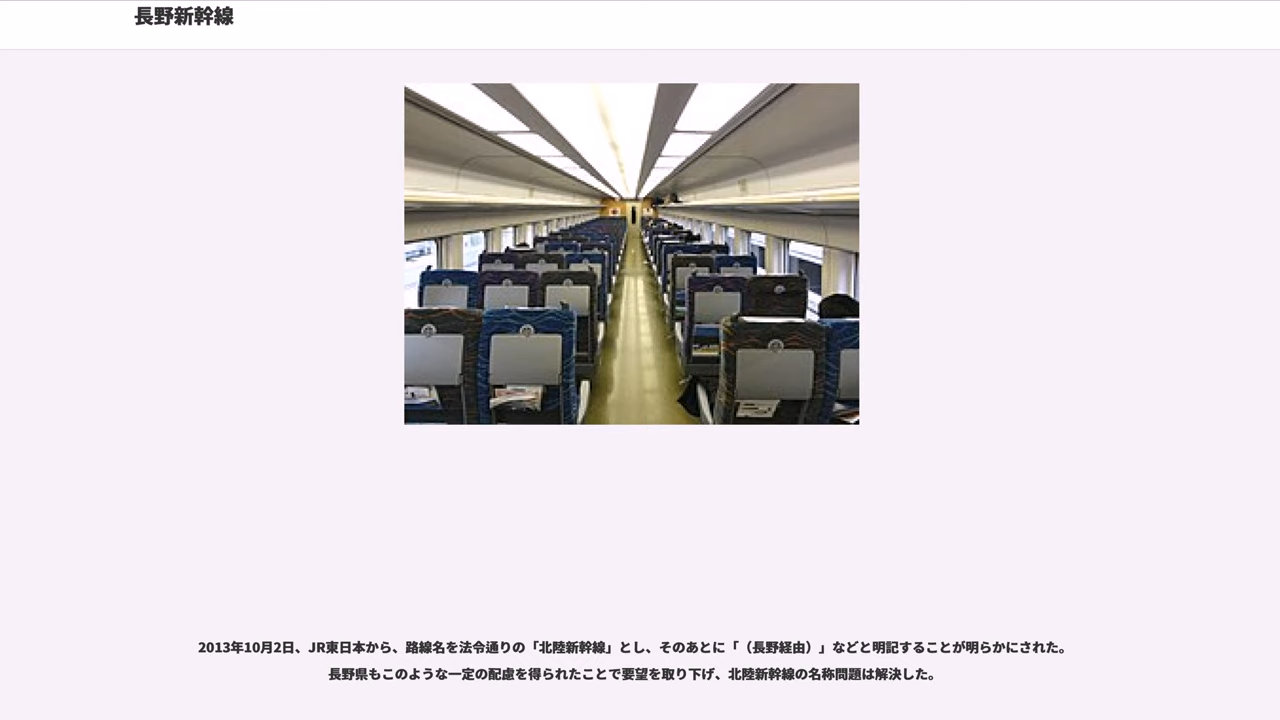 長野新幹線
2013年10月2日、JR東日本から、路線名を法令通りの「北陸新幹線」とし、そのあとに「（長野経由）」などと明記することが明らかにされた。
長野県もこのような一定の配慮を得られたことで要望を取り下げ、北陸新幹線の名称問題は解決した。